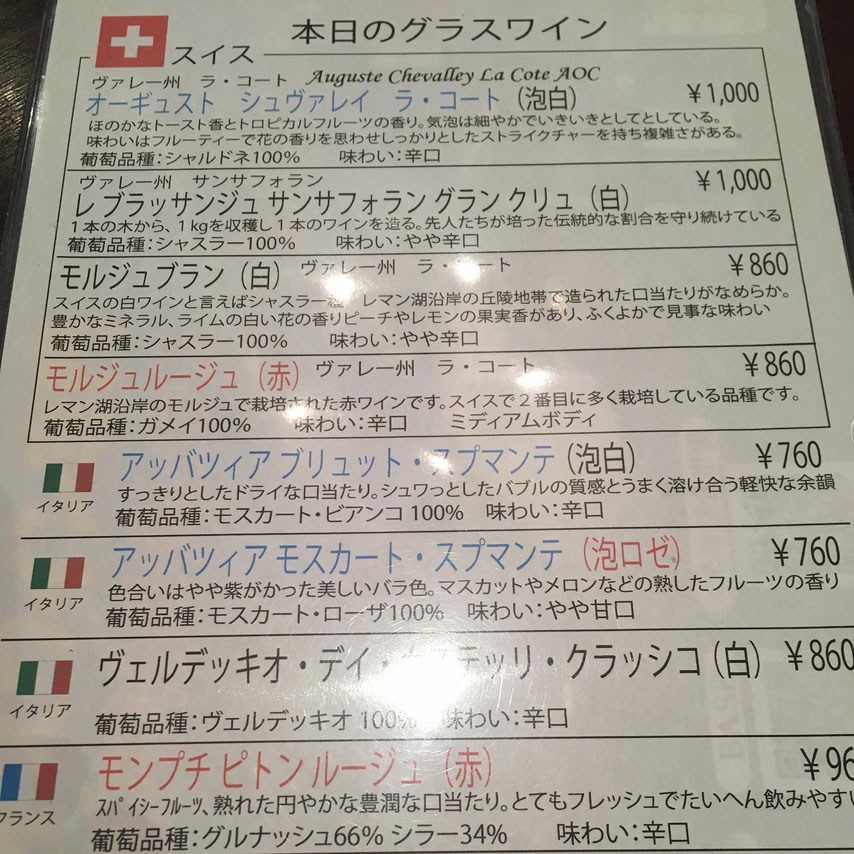 本日のグラスワイン
スイス
ヴァレー州 ラ・コート Auguste Chevalley La Cote AOC
オーギュスト シュヴァレイ ラ・コート (泡白) ¥1,000
ほのかなトースト香とトロピカルフルーツの香り。気泡は細やかでいきいきとしてとしている。
味わいはフルーティーで花の香りを思わせしっかりとしたストライクチャーを持ち複雑さがある。
葡萄品種:シャルドネ100% 味わい:辛口
ヴァレー州 サンサフォラン
レ ブラッサンジュ サンサフォラン グラン クリュ (白) ¥1,000
1本の木から、1kgを収穫し1本のワインを造る。先人たちが培った伝統的な割合を守り続けている
葡萄品種:シャスラー100% 味わい:やや辛口
モルジュブラン (白) ヴァレー州 ラ・コート ¥860
スイスの白ワインと言えばシャスラー種 レマン湖沿岸の丘陵地帯で造られた口当たりがなめらか。
豊かなミネラル、ライムの白い花の香りピーチやレモンの果実香があり、ふくよかで見事な味わい
葡萄品種:シャスラー100% 味わい:やや辛口
モルジュルージュ (赤) ヴァレー州 ラ・コート ¥860
レマン湖沿岸のモルジュで栽培された赤ワインです。スイスで2番目に多く栽培している品種です。
葡萄品種:ガメイ100% 味わい:辛口 ミディアムボディ
アッバツィア ブリュット・スプマンテ (泡白) ¥760
すっきりとしたドライな口当たり。シュワっとしたバブルの質感とうまく溶け合う軽快な余韻
イタリア
葡萄品種:モスカート・ビアンコ 100% 味わい:辛口
アッバツィア モスカート・スプマンテ (泡ロゼ) ¥760
色合いはやや紫がかった美しいバラ色。マスカットやメロンなどの熟したフルーツの香り
イタリア
葡萄品種:モスカート・ローザ100% 味わい:やや甘口
ヴェルデッキオ・デイ・ テッリ・クラッシコ (白) ¥860
イタリア
葡萄品種:ヴェルデッキオ 100% 味わい:辛口
モンプチ ピトン ルージュ (赤) ¥96
スパイシーフルーツ、熟れた円やかな豊潤な口当たり。とてもフレッシュでたいへん飲みやすい
フランス
葡萄品種:グルナッシュ66% シラー34% 味わい:辛口